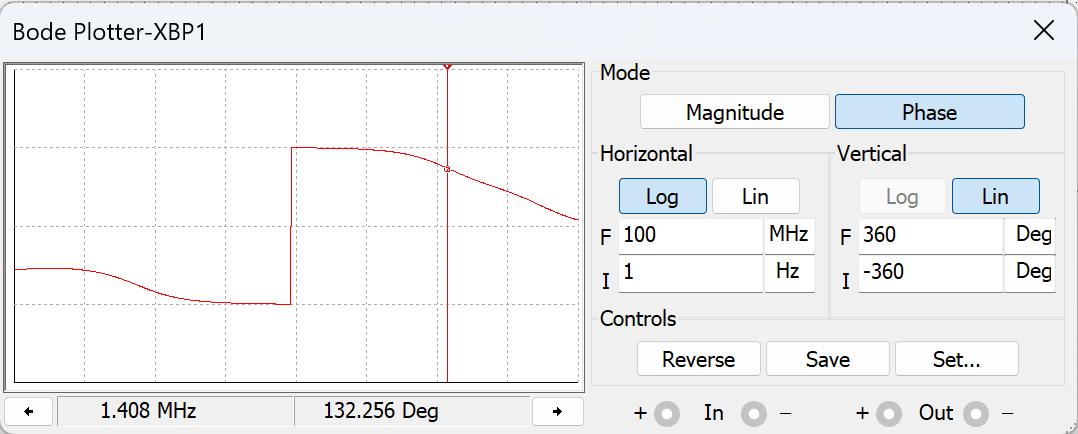 Bode Plotter-XBP1
Mode
Magnitude Phase
Horizontal Vertical
Log Lin Log Lin
F 100 MHz F 360 Deg
I 1 Hz I -360 Deg
Controls
Reverse Save Set...
1.408 MHz 132.256 Deg
+ In − + Out −